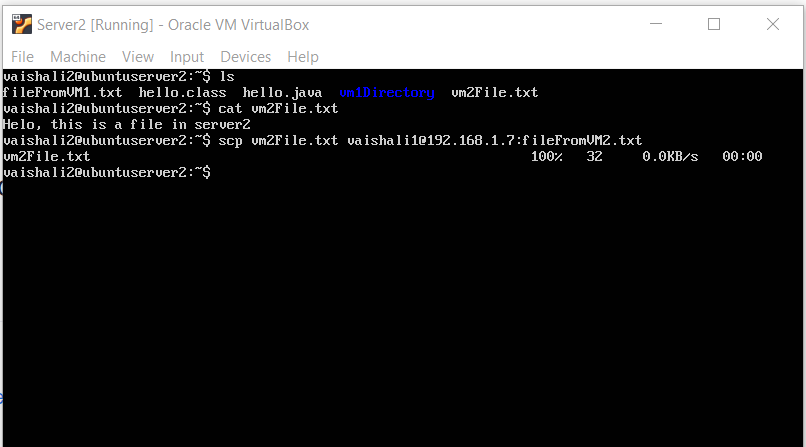 Server2 [Running] - Oracle VM VirtualBox
File Machine View Input Devices Help
vaishali2@ubuntuserver2:~$ ls
fileFromVM1.txt hello.class hello.java vm1Directory vm2File.txt
vaishali2@ubuntuserver2:~$ cat vm2File.txt
Helo, this is a file in server2
vaishali2@ubuntuserver2:~$ scp vm2File.txt vaishali1@192.168.1.7:fileFromVM2.txt
vm2File.txt 100% 32 0.0KB/s 00:00
vaishali2@ubuntuserver2:~$